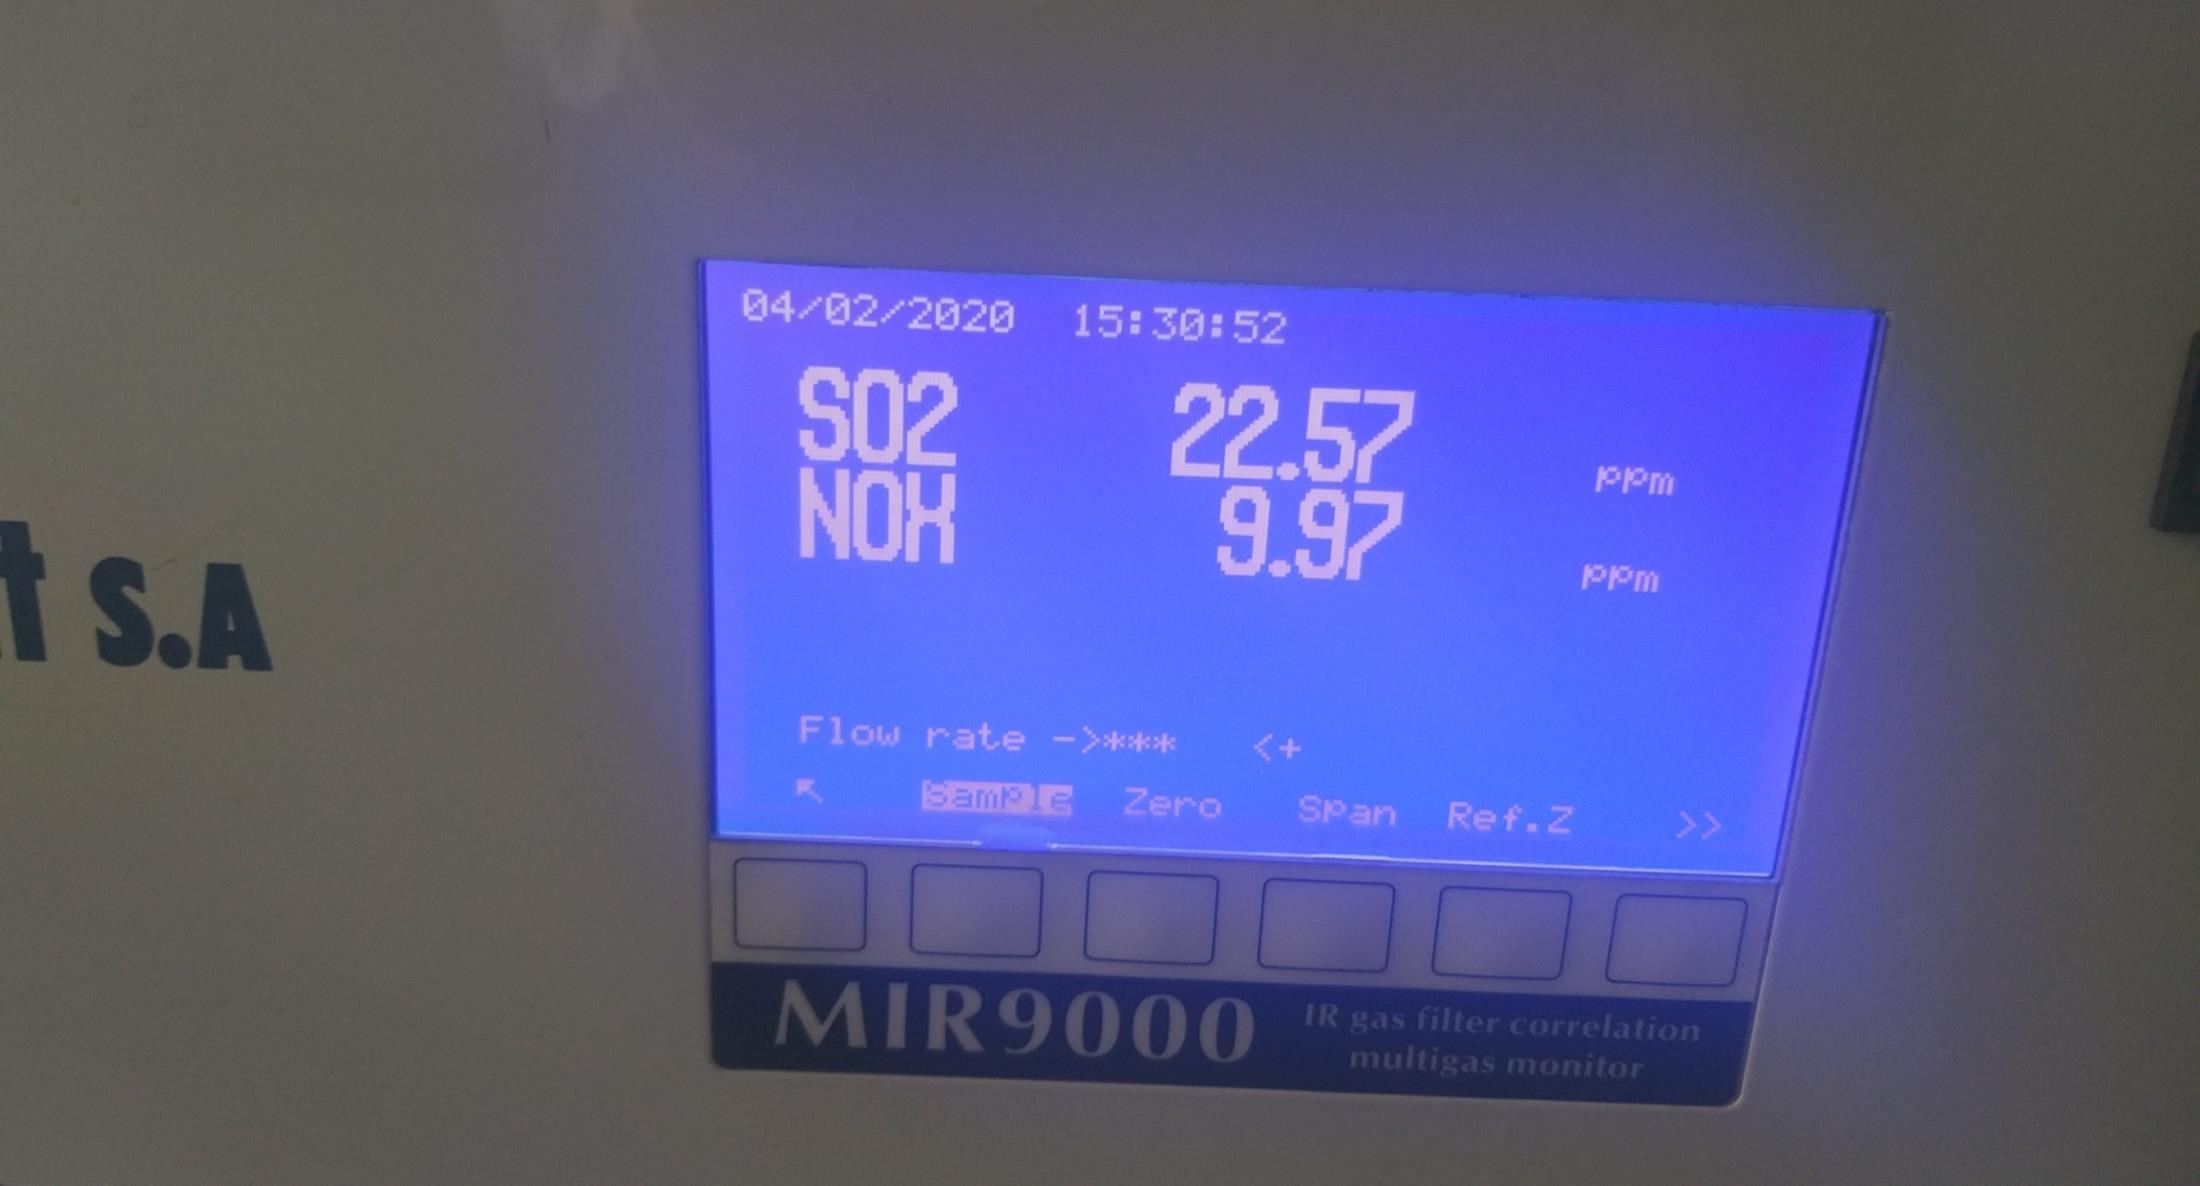 04/02/2020 15:30:52
SO2 22.57 ppm
NOX 9.97 ppm
Flow rate ->*** <+
Sample Zero Span Ref.Z >>
S.A
MIR9000
IR gas filter correlation
multigas monitor